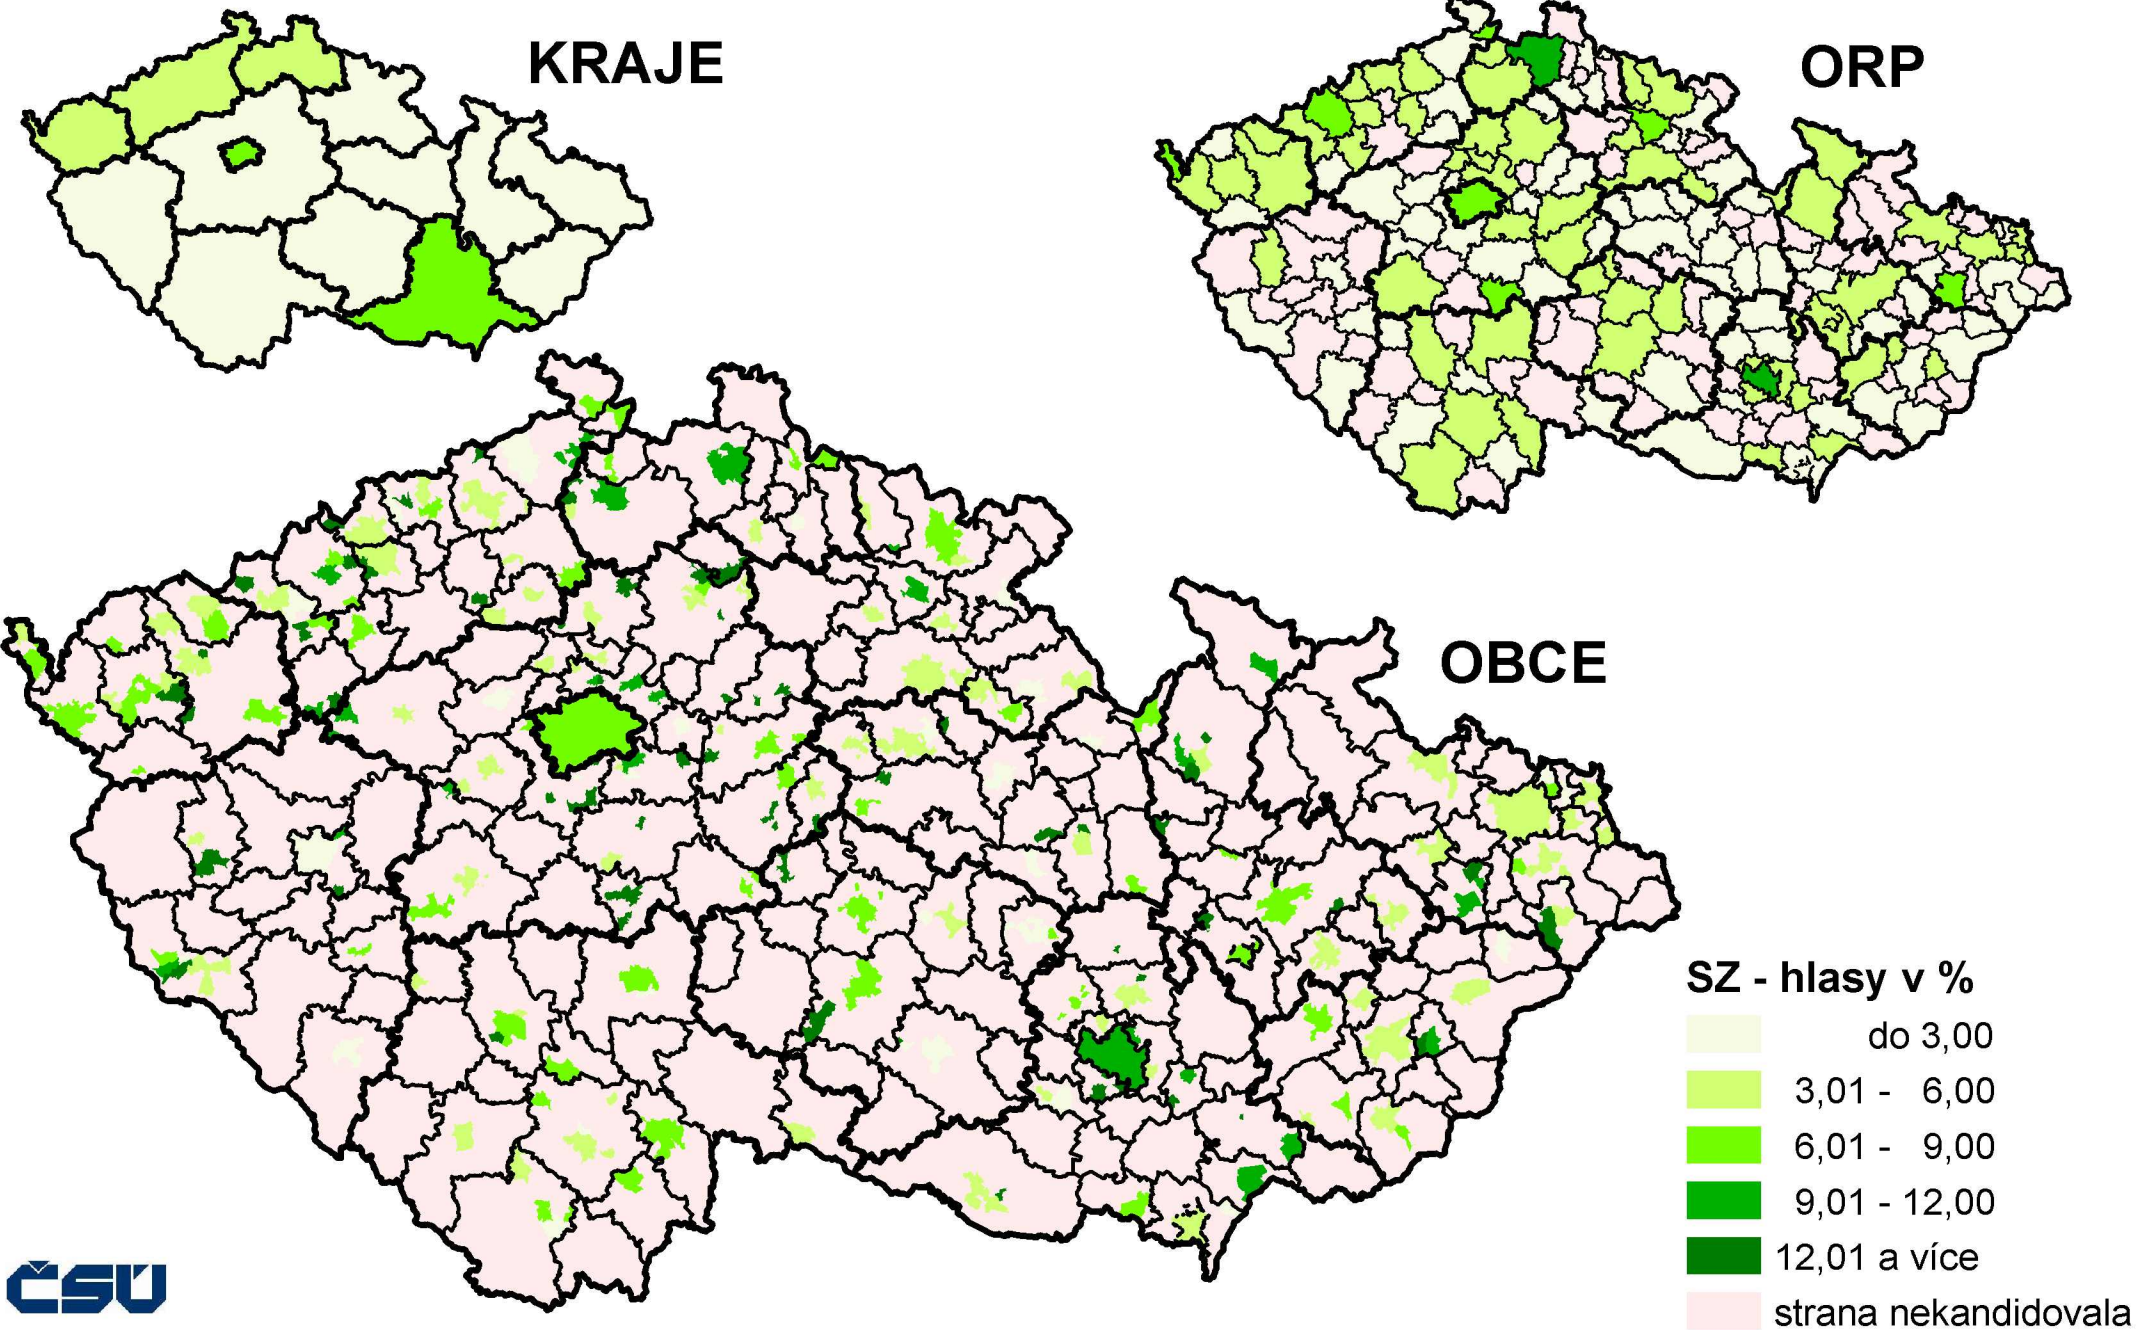 KRAJE
ORP
OBCE
SZ - hlasy v %
do 3,00
3,01 - 6,00
6,01 - 9,00
9,01 - 12,00
12,01 a více
strana nekandidovala
ČSÚ